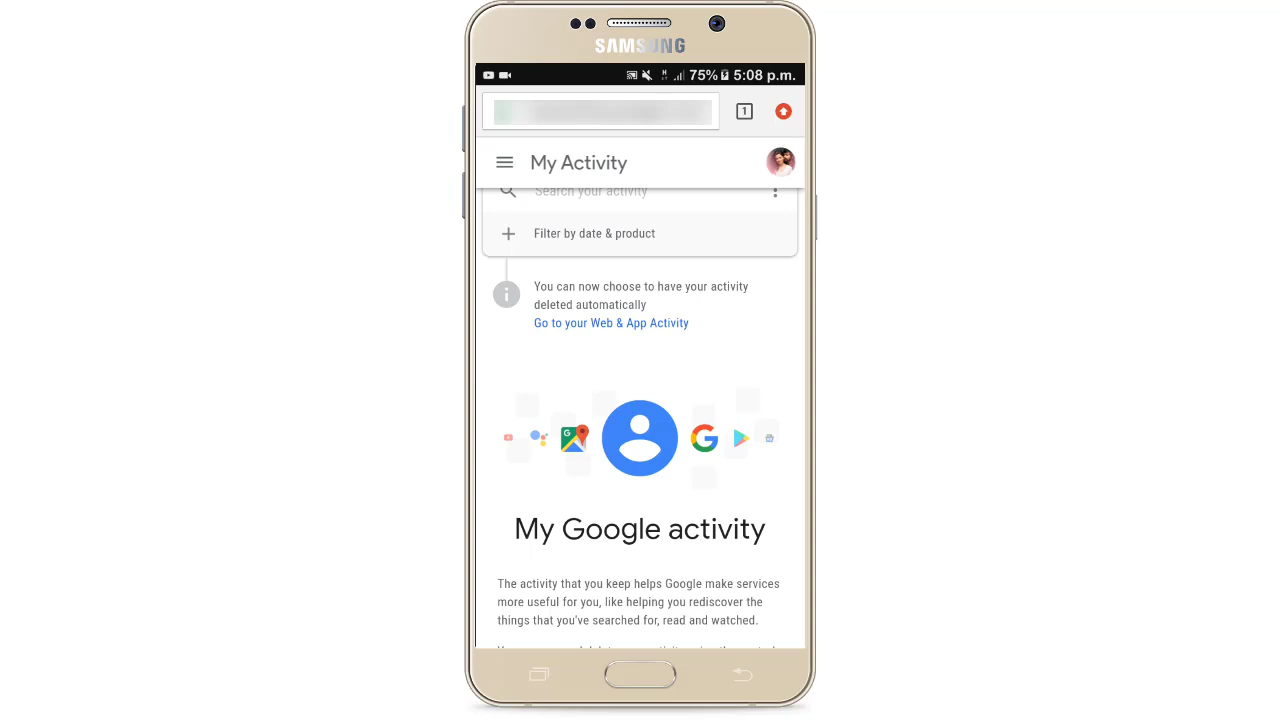 SAMSUNG
75% 5:08 p.m.
1
My Activity
Search your activity
Filter by date & product
You can now choose to have your activity
deleted automatically
Go to your Web & App Activity
My Google activity
The activity that you keep helps Google make services
more useful for you, like helping you rediscover the
things that you've searched for, read and watched.